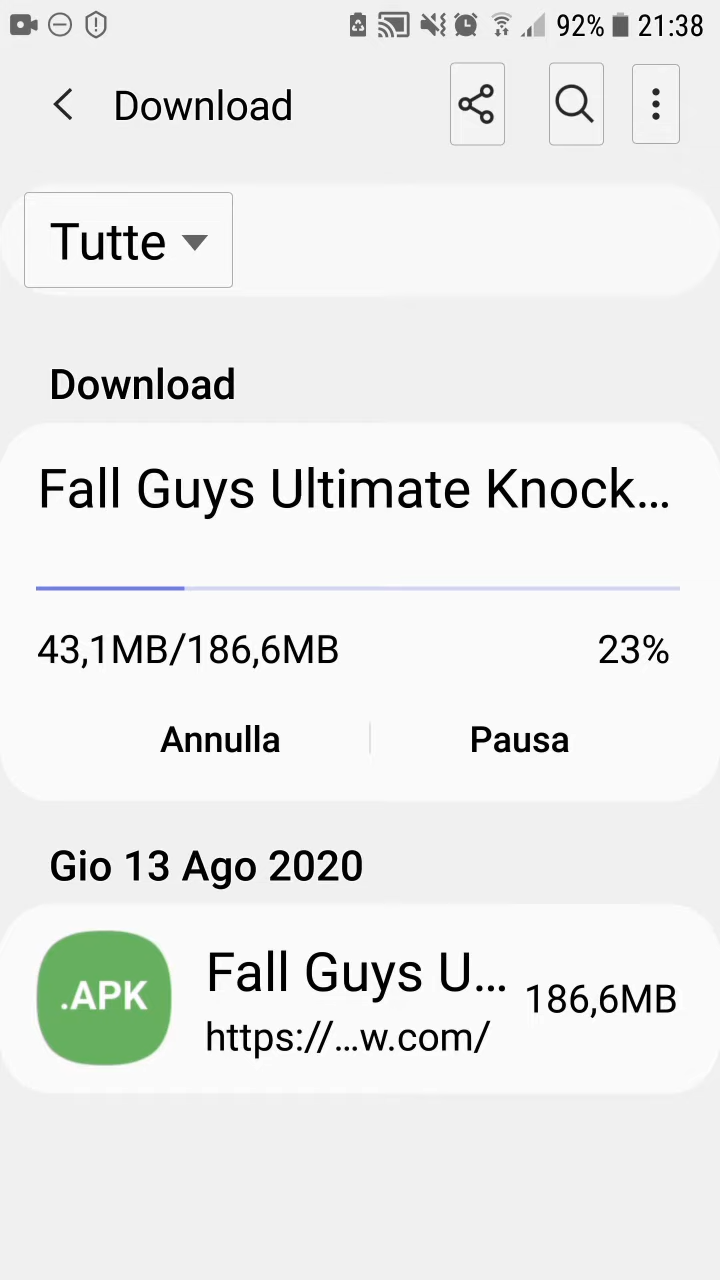 92% 21:38
Download
Tutte
Download
Fall Guys Ultimate Knock...
43,1MB/186,6MB 23%
Annulla Pausa
Gio 13 Ago 2020
.APK
Fall Guys U... 186,6MB
https://...w.com/